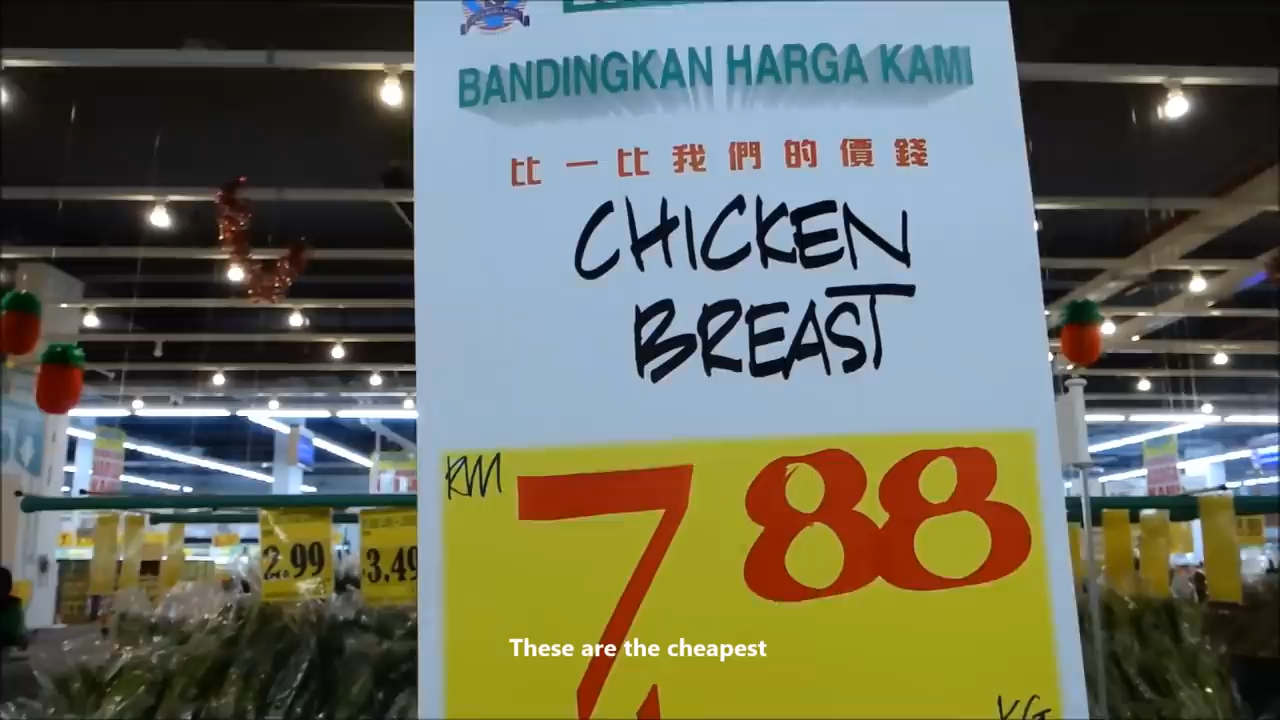 BANDINGKAN HARGA KAMI
比一比我們的價錢
CHICKEN
BREAST
RM 7.88
2.99
3.49
These are the cheapest
KG